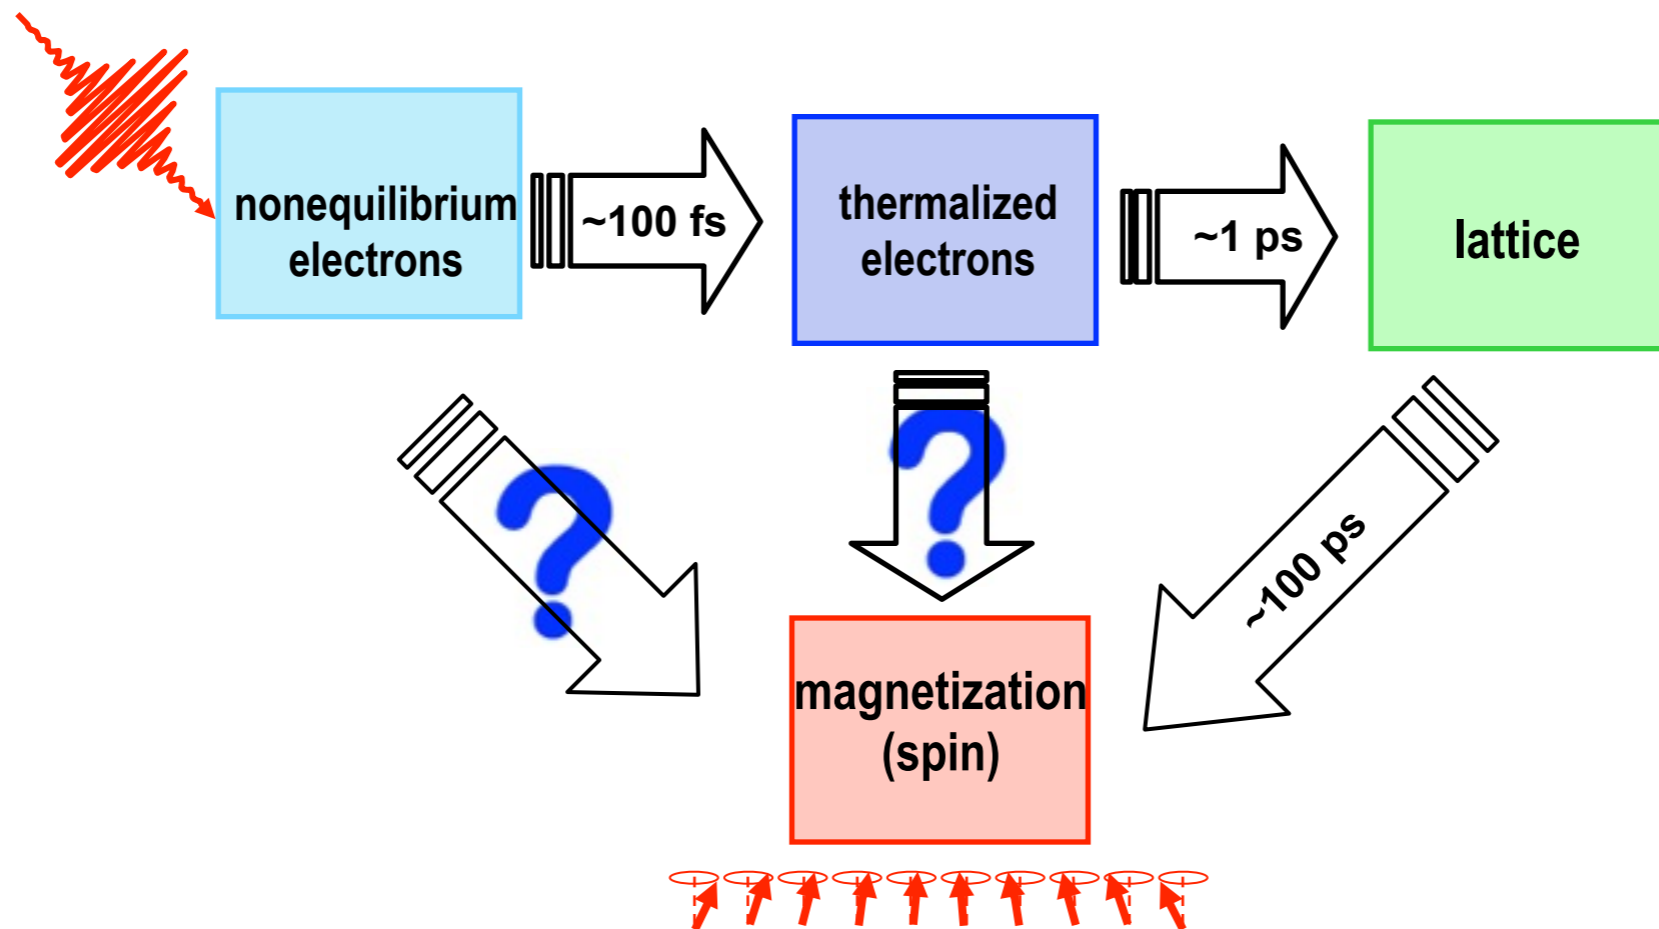 nonequilibrium
electrons
~100 fs
thermalized
electrons
~1 ps
lattice
?
?
~100 ps
magnetization
(spin)